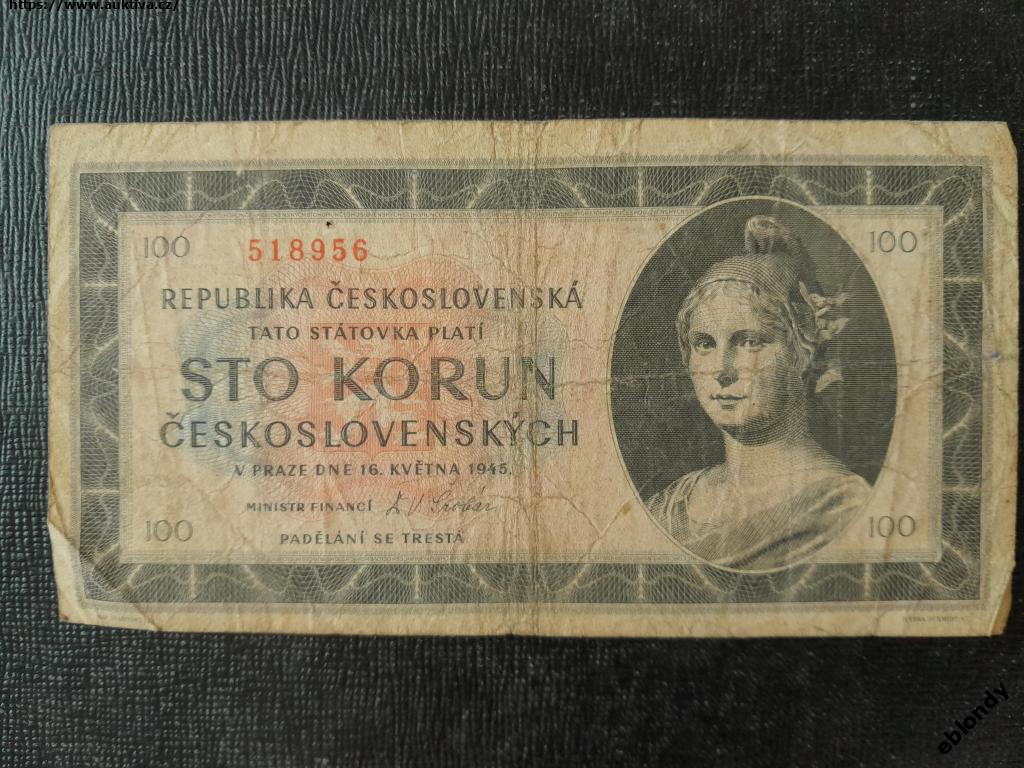 https://www.auktiva.cz/
100
518956
100
REPUBLIKA ČESKOSLOVENSKÁ
TATO STÁTOVKA PLATÍ
STO KORUN
ČESKOSLOVENSKÝCH
V PRAZE DNE 16. KVĚTNA 1945.
MINISTR FINANCÍ
100
100
PADĚLÁNÍ SE TRESTÁ
eblondy